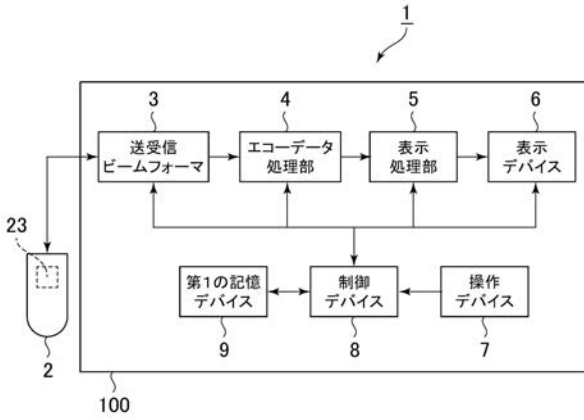 1
3
4
5
6
送受信
ビームフォーマ
エコーデータ
処理部
表示
処理部
表示
デバイス
23
第1の記憶
デバイス
制御
デバイス
操作
デバイス
2
9
8
7
100